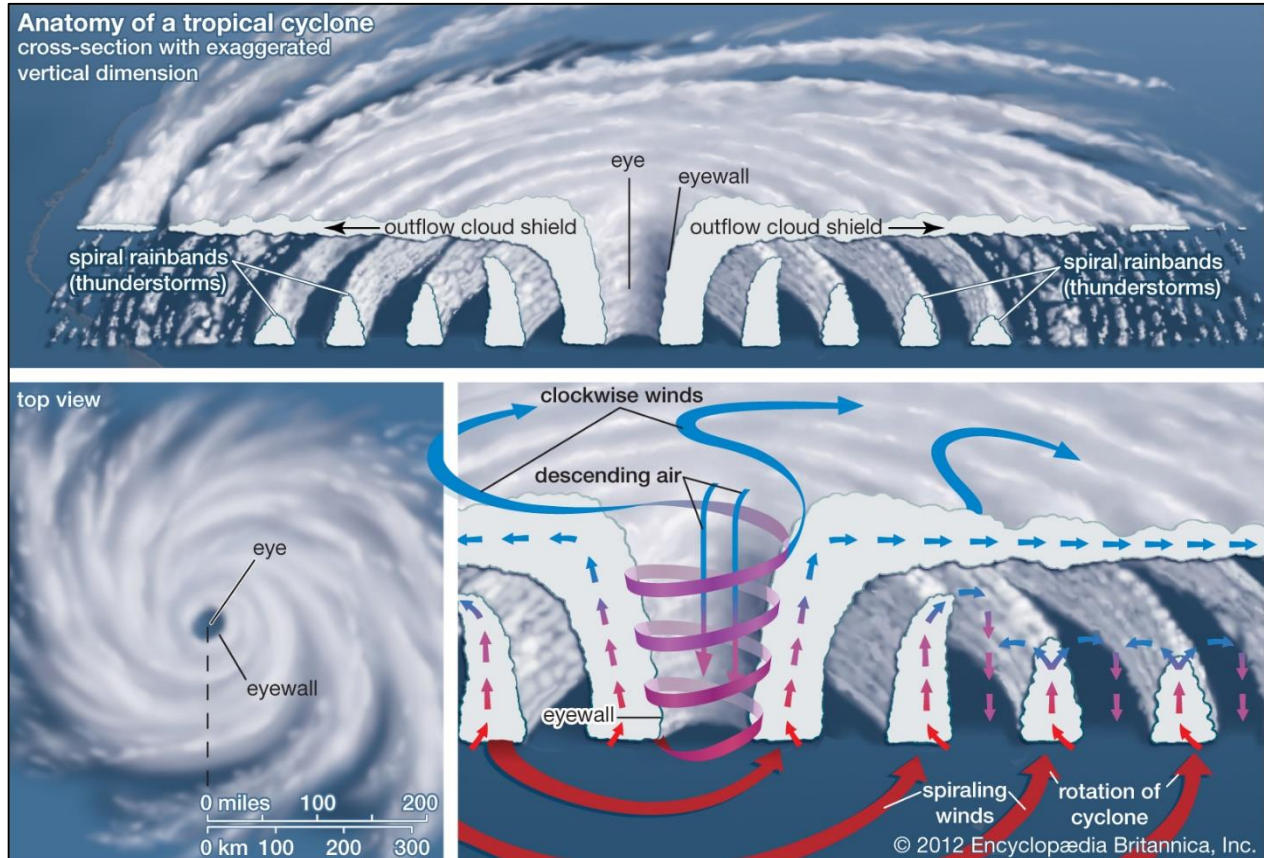 Anatomy of a tropical cyclone
cross-section with exaggerated
vertical dimension
eye
eyewall
outflow cloud shield
outflow cloud shield
spiral rainbands
(thunderstorms)
spiral rainbands
(thunderstorms)
top view
eye
eyewall
0 miles 100 200
0 km 100 200 300
clockwise winds
descending air
eyewall
spiraling
winds
rotation of
cyclone
© 2012 Encyclopædia Britannica, Inc.